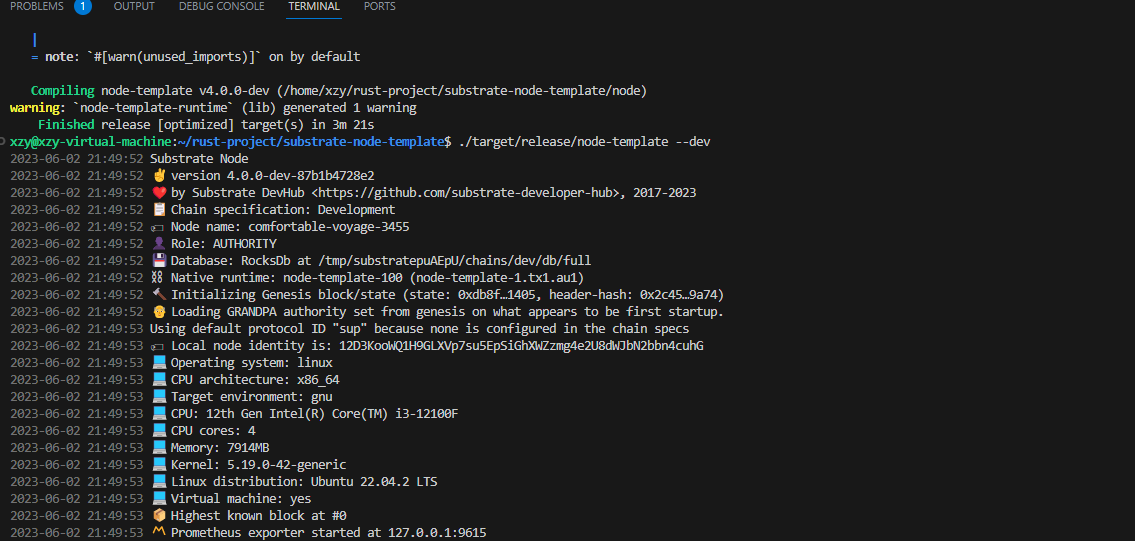 PROBLEMS 1 OUTPUT DEBUG CONSOLE TERMINAL PORTS
|
= note: `#[warn(unused_imports)]` on by default
Compiling node-template v4.0.0-dev (/home/xzy/rust-project/substrate-node-template/node)
warning: `node-template-runtime` (lib) generated 1 warning
Finished release [optimized] target(s) in 3m 21s
xzy@xzy-virtual-machine:~/rust-project/substrate-node-template$ ./target/release/node-template --dev
2023-06-02 21:49:52 Substrate Node
2023-06-02 21:49:52 ✌️ version 4.0.0-dev-87b1b4728e2
2023-06-02 21:49:52 ❤️ by Substrate DevHub <https://github.com/substrate-developer-hub>, 2017-2023
2023-06-02 21:49:52 📋 Chain specification: Development
2023-06-02 21:49:52 🏷 Node name: comfortable-voyage-3455
2023-06-02 21:49:52 👤 Role: AUTHORITY
2023-06-02 21:49:52 💾 Database: RocksDb at /tmp/substratepuAEpU/chains/dev/db/full
2023-06-02 21:49:52 ⛓ Native runtime: node-template-100 (node-template-1.tx1.au1)
2023-06-02 21:49:52 🔨 Initializing Genesis block/state (state: 0xdb8f…1405, header-hash: 0x2c45…9a74)
2023-06-02 21:49:52 👴 Loading GRANDPA authority set from genesis on what appears to be first startup.
2023-06-02 21:49:53 Using default protocol ID "sup" because none is configured in the chain specs
2023-06-02 21:49:53 🏷 Local node identity is: 12D3KooWQ1H9GLXVp7su5EpSiGhXWZzmg4e2U8dWJbN2bbn4cuhG
2023-06-02 21:49:53 💻 Operating system: linux
2023-06-02 21:49:53 💻 CPU architecture: x86_64
2023-06-02 21:49:53 💻 Target environment: gnu
2023-06-02 21:49:53 💻 CPU: 12th Gen Intel(R) Core(TM) i3-12100F
2023-06-02 21:49:53 💻 CPU cores: 4
2023-06-02 21:49:53 💻 Memory: 7914MB
2023-06-02 21:49:53 💻 Kernel: 5.19.0-42-generic
2023-06-02 21:49:53 💻 Linux distribution: Ubuntu 22.04.2 LTS
2023-06-02 21:49:53 💻 Virtual machine: yes
2023-06-02 21:49:53 📦 Highest known block at #0
2023-06-02 21:49:53 〽️ Prometheus exporter started at 127.0.0.1:9615